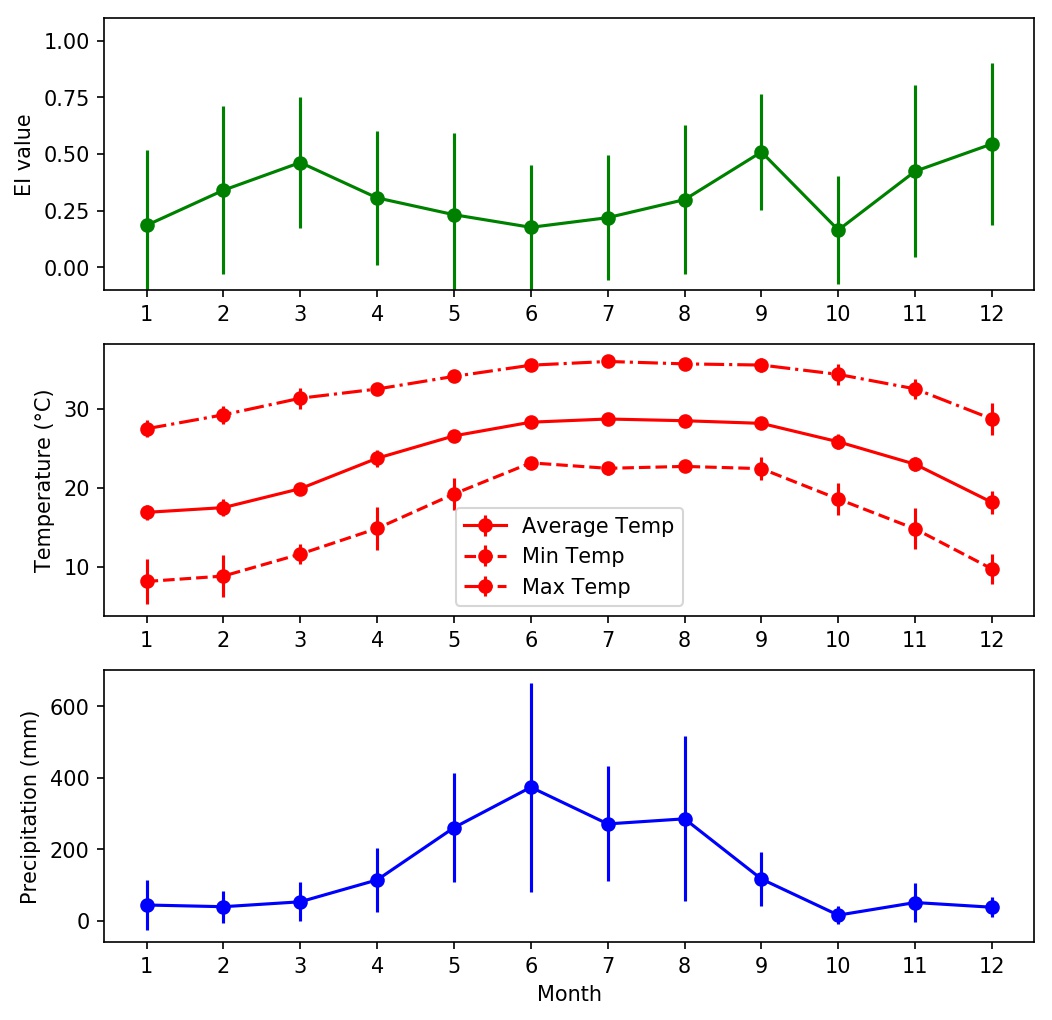 EI value
1.00
0.75
0.50
0.25
0.00
1 2 3 4 5 6 7 8 9 10 11 12
Temperature (°C)
30
20
10
Average Temp
Min Temp
Max Temp
1 2 3 4 5 6 7 8 9 10 11 12
Precipitation (mm)
600
400
200
0
1 2 3 4 5 6 7 8 9 10 11 12
Month